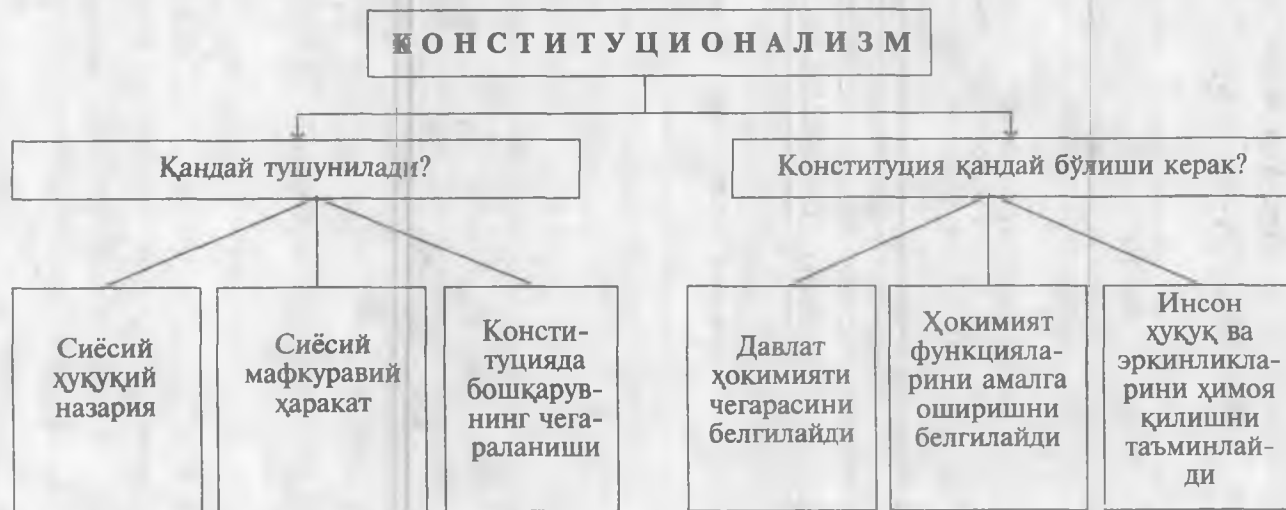 КОНСТИТУЦИОНАЛИЗМ
Қандай тушунилади?
Конституция қандай бўлиши керак?
Сиёсий
ҳуқуқий
назария
Сиёсий
мафкуравий
ҳаракат
Консти-
туцияда
бошқарув-
нинг чега-
раланиши
Давлат
ҳокимияти
чегарасини
белгилайди
Ҳокимият
функцияла-
рини амалга
оширишни
белгилайди
Инсон
ҳуқуқ ва
эркинликла-
рини ҳимоя
қилишни
таъминлай-
ди